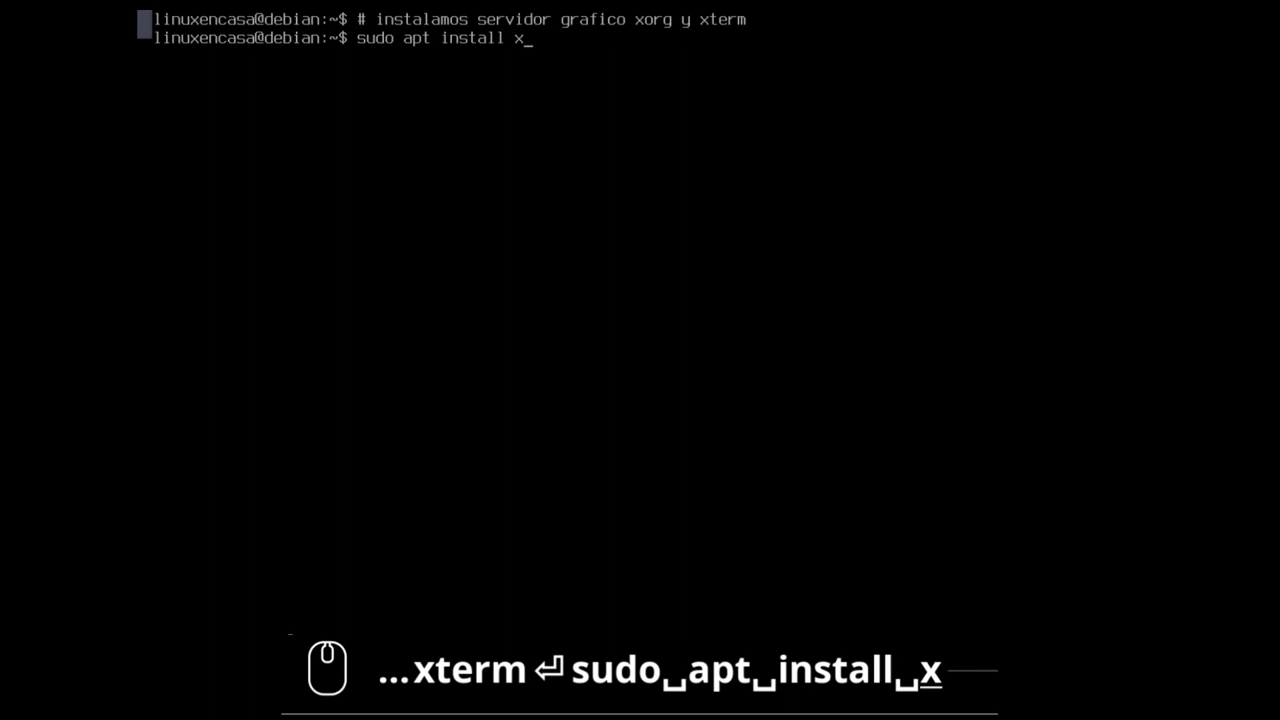 linuxencasa@debian:~$ # instalamos servidor grafico xorg y xterm
linuxencasa@debian:~$ sudo apt install x_
...xterm⏎sudo␣apt␣install␣x